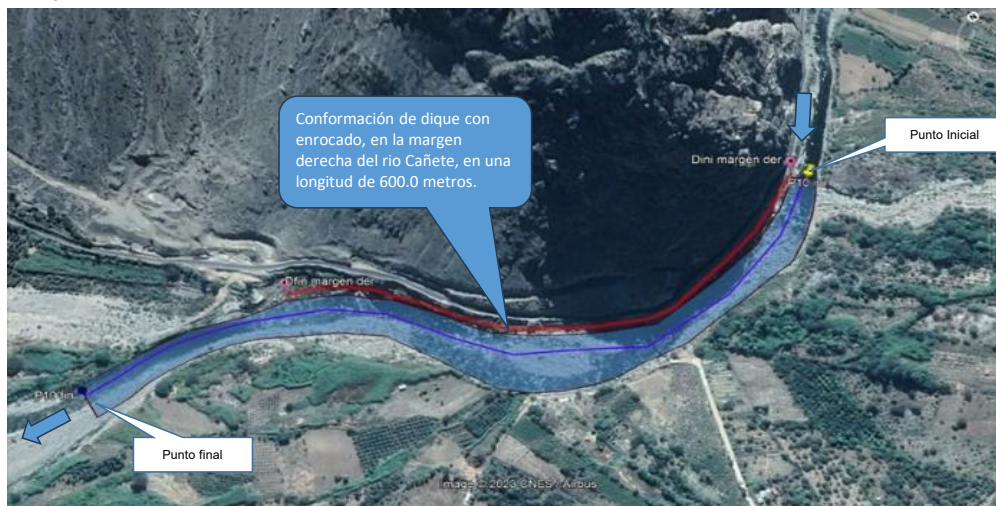 Conformación de dique con
enrocado, en la margen
derecha del rio Cañete, en una
longitud de 600.0 metros.
Punto Inicial
Dini margen der
P10
Dfin margen der
P10 fin
Punto final
Image © 2023 CNES / Airbus